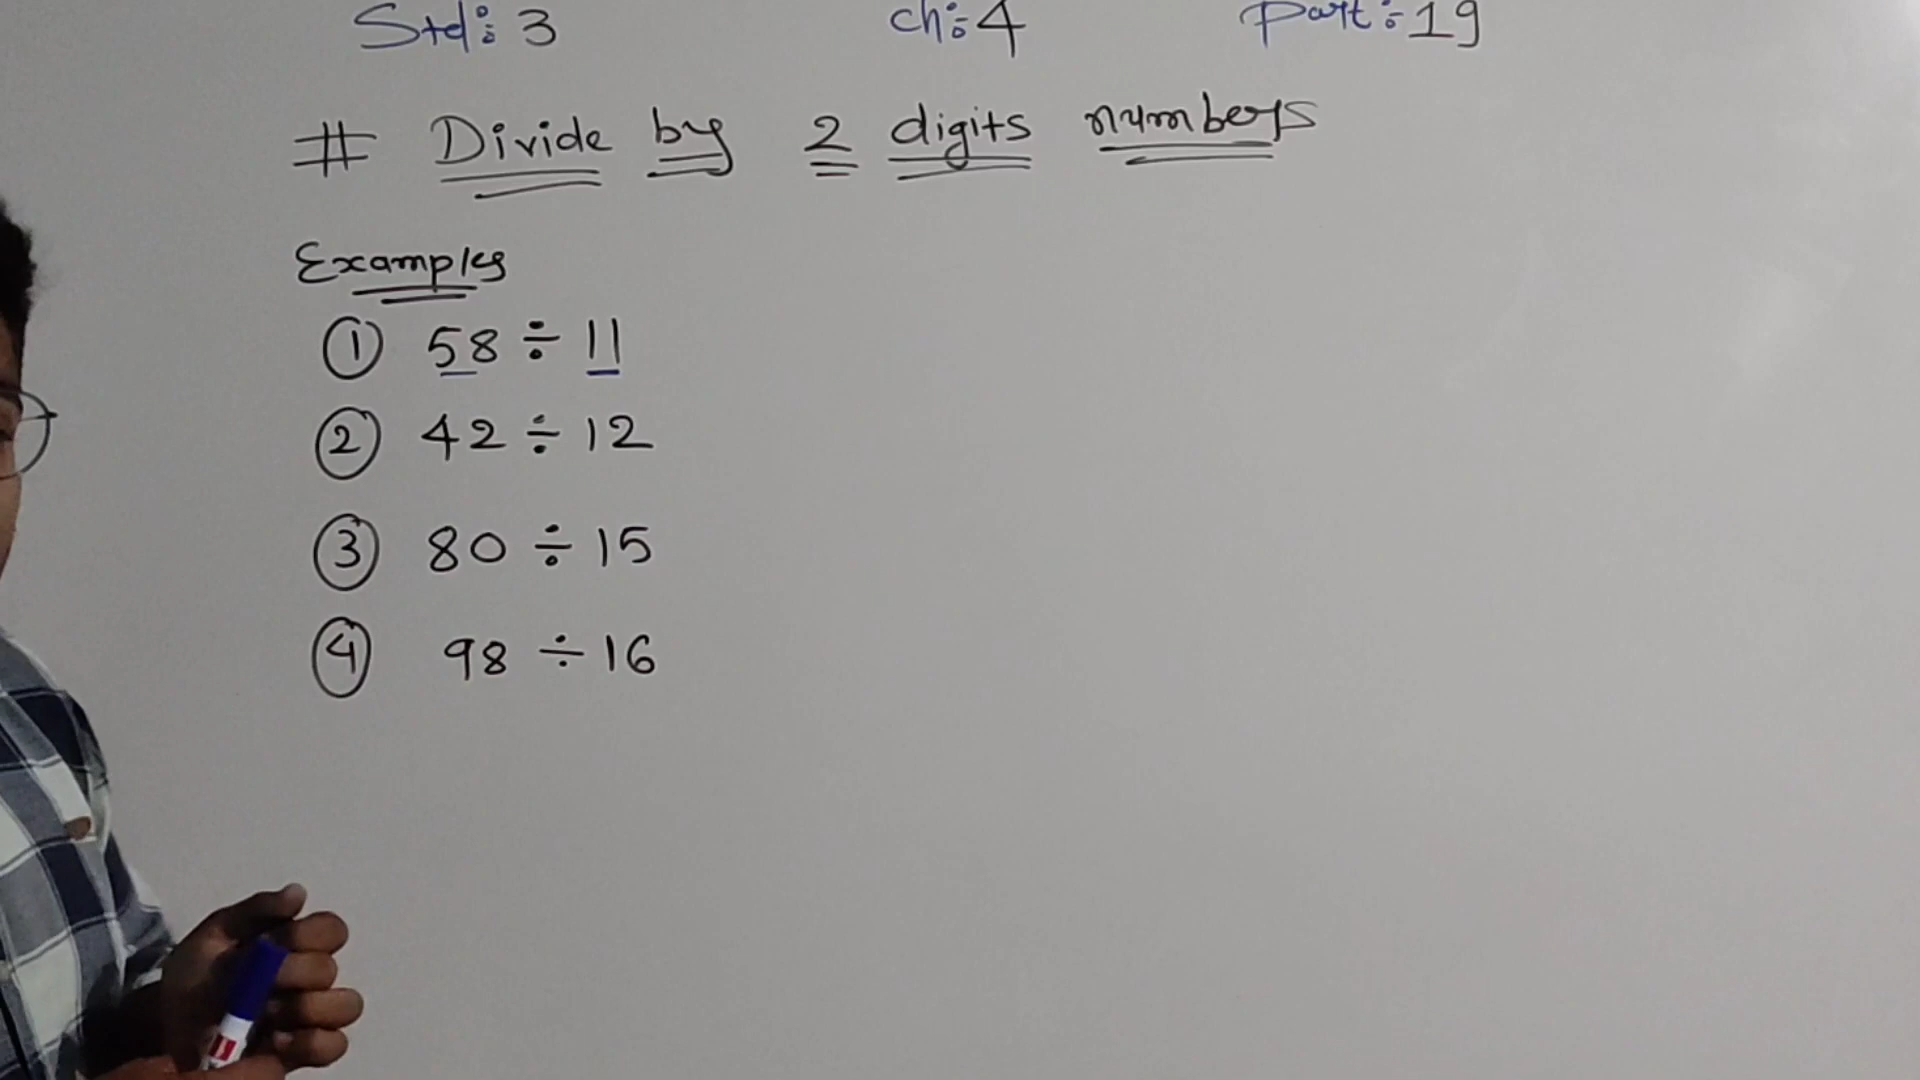 Std: 3 Ch: 4 Part: 19
# Divide by 2 digits numbers
Examples
① 58 ÷ 11
② 42 ÷ 12
③ 80 ÷ 15
④ 98 ÷ 16